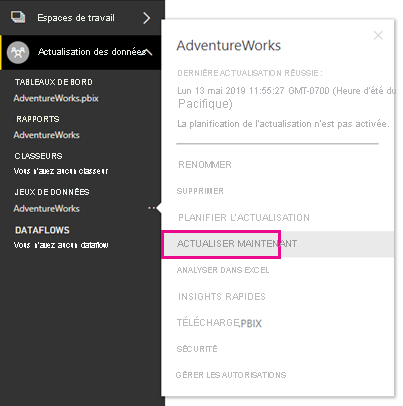 Espaces de travail
Actualisation des données
TABLEAUX DE BORD
AdventureWorks.pbix
RAPPORTS
AdventureWorks
CLASSEURS
Vous n'avez aucun classeur
JEUX DE DONNÉES
AdventureWorks
DATAFLOWS
Vous n'avez aucun dataflow
AdventureWorks
DERNIÈRE ACTUALISATION RÉUSSIE :
Lun 13 mai 2019 11:55:27 GMT-0700 (Heure d'été du
Pacifique)
La planification de l'actualisation n'est pas activée.
RENOMMER
SUPPRIMER
PLANIFIER L'ACTUALISATION
ACTUALISER MAINTENANT
ANALYSER DANS EXCEL
INSIGHTS RAPIDES
TÉLÉCHARGE.PBIX
SÉCURITÉ
GÉRER LES AUTORISATIONS